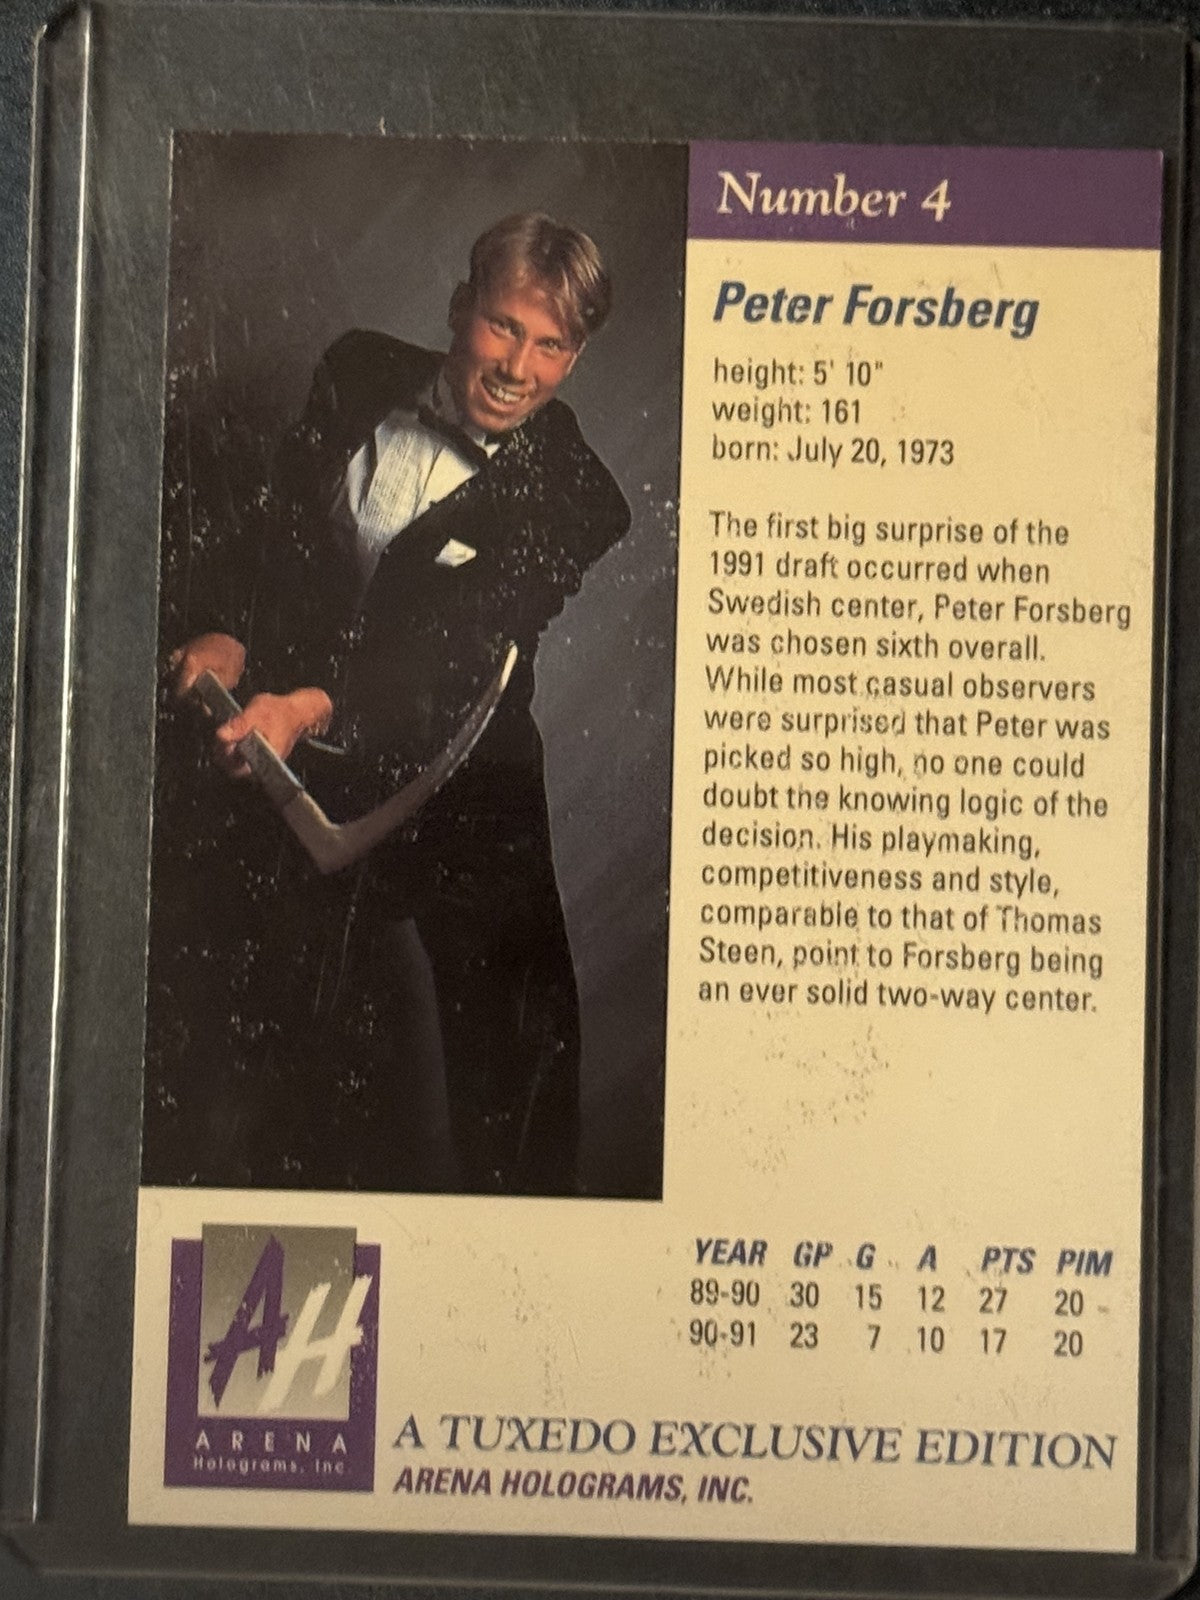 Number 4
Peter Forsberg
height: 5' 10"
weight: 161
born: July 20, 1973
The first big surprise of the
1991 draft occurred when
Swedish center, Peter Forsberg
was chosen sixth overall.
While most casual observers
were surprised that Peter was
picked so high, no one could
doubt the knowing logic of the
decision. His playmaking,
competitiveness and style,
comparable to that of Thomas
Steen, point to Forsberg being
an ever solid two-way center.
YEAR GP G A PTS PIM
89-90 30 15 12 27 20
90-91 23 7 10 17 20
AH
ARENA
Holograms, Inc.
A TUXEDO EXCLUSIVE EDITION
ARENA HOLOGRAMS, INC.